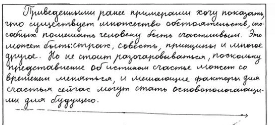 Приведенными ранее примерами хочу показать,
что существует множество обстоятельств, что
помешать человеку быть счастливым. Это
может быть: страх, совесть, принципы и многое
другое. Но не стоит разочаровываться, поскольку
представление об истинном счастье может со
временем меняться, и мешающие факторы для
счастья сейчас могут стать основополагающи-
ми для будущего.